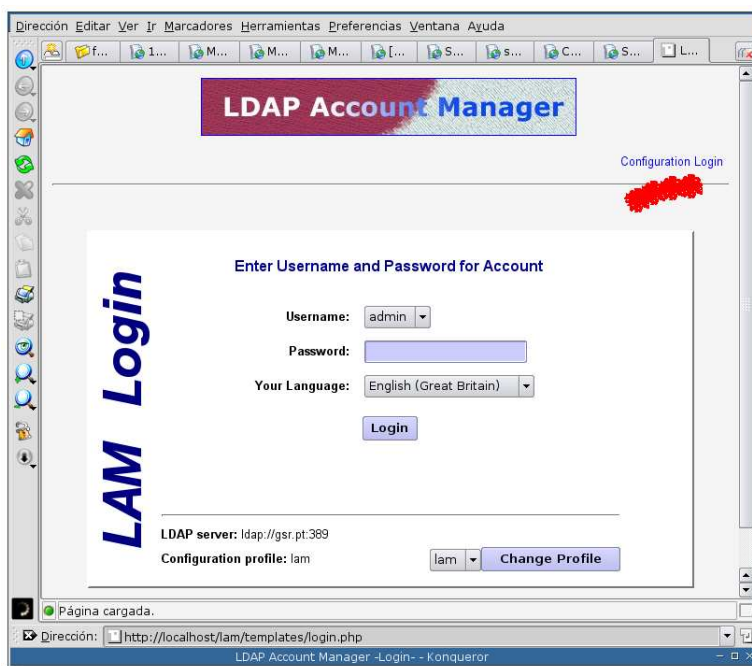 Dirección Editar Ver Ir Marcadores Herramientas Preferencias Ventana Ayuda
f... 1... M... M... M... [... S... s... C... S... L...
LDAP Account Manager
Configuration Login
LAM Login
Enter Username and Password for Account
Username: admin
Password:
Your Language: English (Great Britain)
Login
LDAP server: ldap://gsr.pt:389
Configuration profile: lam
lam Change Profile
Página cargada.
Dirección: http://localhost/lam/templates/login.php
LDAP Account Manager -Login- - Konqueror